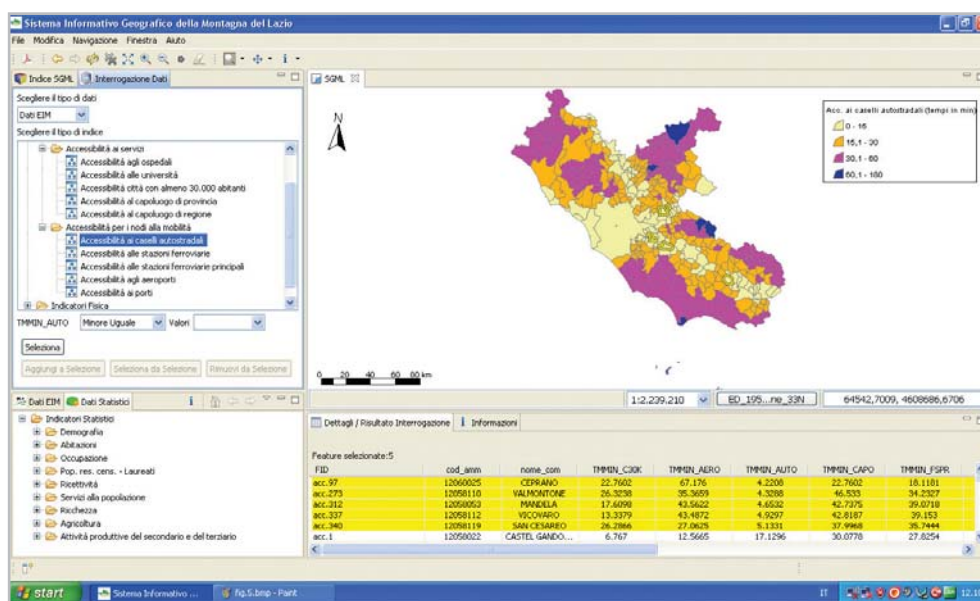 Sistema Informativo Geografico della Montagna del Lazio
File Modifica Navigazione Finestra Aiuto
Indice SGML Interrogazione Dati
Scegliere il tipo di dati
Dati EIM
Scegliere il tipo di indice
Accessibilità ai servizi
Accessibilità agli ospedali
Accessibilità alle università
Accessibilità città con almeno 30.000 abitanti
Accessibilità al capoluogo di provincia
Accessibilità al capoluogo di regione
Accessibilità per i nodi alla mobilità
Accessibilità ai caselli autostradali
Accessibilità alle stazioni ferroviarie
Accessibilità alle stazioni ferroviarie principali
Accessibilità agli aeroporti
Accessibilità ai porti
Indicatori Fisica
TMMIN_AUTO Minore Uguale Valori
Seleziona
Aggiungi a Selezione Seleziona da Selezione Rimuovi da Selezione
SGML
N
Acc. ai caselli autostradali (tempi in min)
0 - 15
15,1 - 30
30,1 - 60
60,1 - 180
0 20 40 60 80 km
1:2.239.210 ED_195...ne_33N 64542,7009, 4608686,6706
Dati EIM Dati Statistici
Indicatori Statistici
Demografia
Abitazioni
Occupazione
Pop. res. cens. - Laureati
Ricettività
Servizi alla popolazione
Ricchezza
Agricoltura
Attività produttive del secondario e del terziario
Dettagli / Risultato Interrogazione Informazioni
Feature selezionate:5
FID cod_amm nome_com TMMIN_C30K TMMIN_AERO TMMIN_AUTO TMMIN_CAPO TMMIN_FSPR
acc.97 12060025 CEPRANO 22.7602 67.176 4.2208 22.7602 18.1181
acc.273 12058110 VALMONTONE 26.3238 35.3659 4.3288 46.533 34.2327
acc.312 12058053 MANDELA 17.6098 43.5622 4.6532 42.7375 39.0718
acc.337 12058112 VICOVARO 13.3379 43.4872 4.9297 42.8187 39.153
acc.340 12058119 SAN CESAREO 26.2866 27.0625 5.1331 37.9968 35.7444
acc.1 12058022 CASTEL GANDO... 6.767 12.5665 17.1296 30.0778 27.8254
start Sistema Informativo ... fig.5.bmp - Paint IT